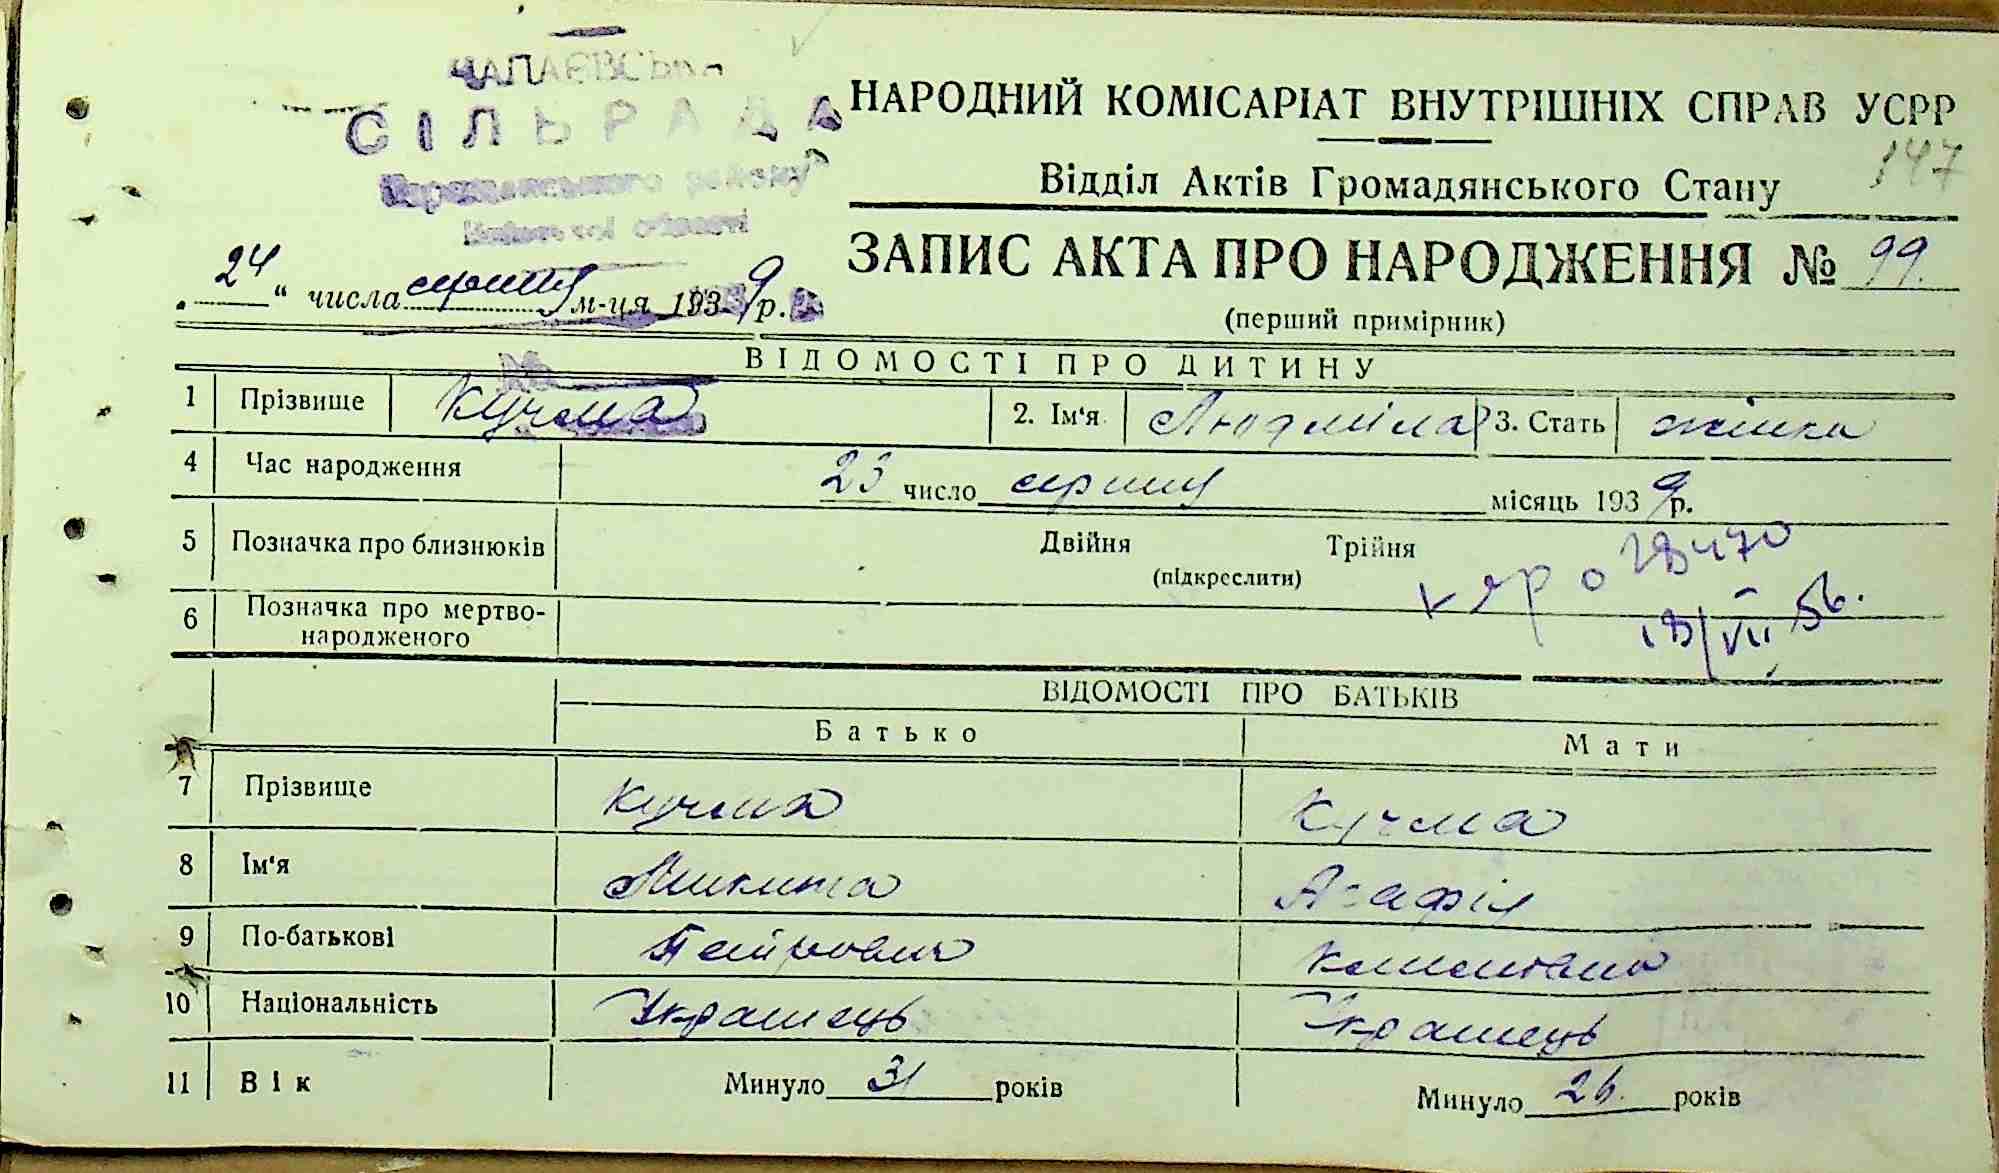 ЧАПАЄВСЬКА
СІЛЬРАДА
району
області
НАРОДНИЙ КОМІСАРІАТ ВНУТРІШНІХ СПРАВ УСРР
147
Відділ Актів Громадянського Стану
ЗАПИС АКТА ПРО НАРОДЖЕННЯ № 99.
(перший примірник)
„24“ числа серпня м-ця 1939 р.
ВІДОМОСТІ ПРО ДИТИНУ
1 Прізвище Кучма 2. Ім'я Людміла 3. Стать жінка
4 Час народження 23 число серпня місяць 1939 р.
5 Позначка про близнюків Двійня Трійня
(підкреслити)
6 Позначка про мертво-
народженого
18/VII 56.
ВІДОМОСТІ ПРО БАТЬКІВ
Батько Мати
7 Прізвище Кучма Кучма
8 Ім'я Микита Агафія
9 По-батькові Петрович
10 Національність Українець Українець
11 Вік Минуло 31 років Минуло 26. років